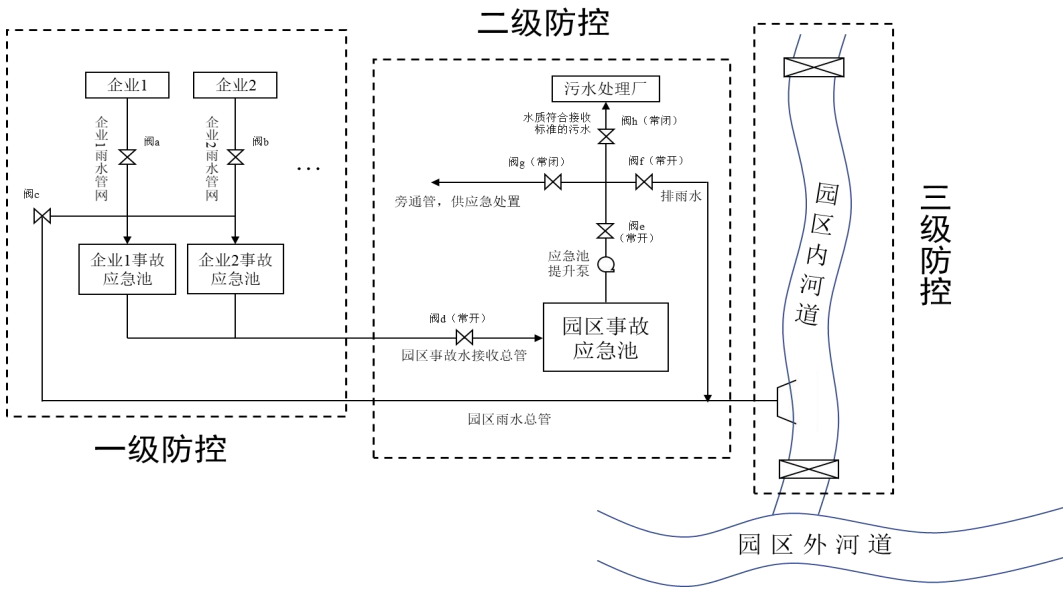 二级防控
企业1
企业2
企业1雨水管网
企业2雨水管网
阀a
阀b
...
阀c
企业1事故
应急池
企业2事故
应急池
一级防控
污水处理厂
水质符合接收
标准的污水
阀h（常闭）
阀g（常闭）
阀f（常开）
旁通管，供应急处置
排雨水
阀e
（常开）
应急池
提升泵
阀d（常开）
园区事故水接收总管
园区事故
应急池
园区雨水总管
园区内河道
三级防控
园区外河道